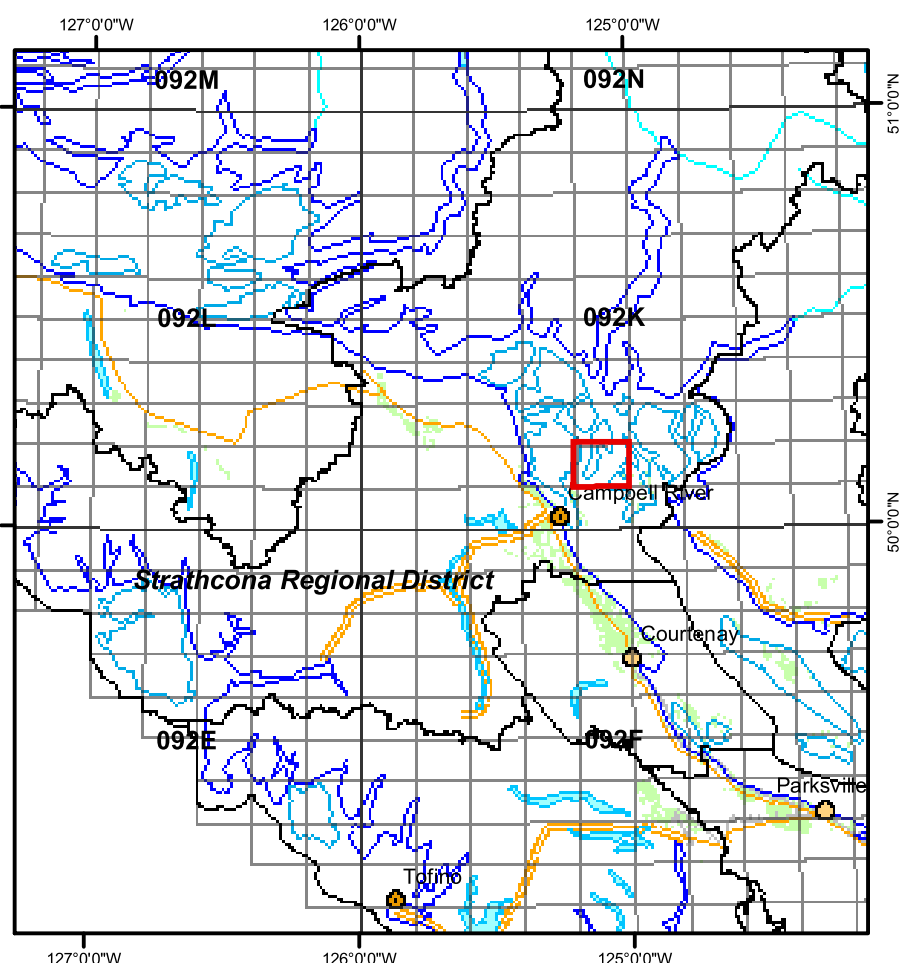 127°0'0"W 126°0'0"W 125°0'0"W
092M 092N
51°0'0"N
092L 092K
Campbell River
50°0'0"N
Strathcona Regional District
Courtenay
092E 092F
Parksville
Tofino
127°0'0"W 126°0'0"W 125°0'0"W